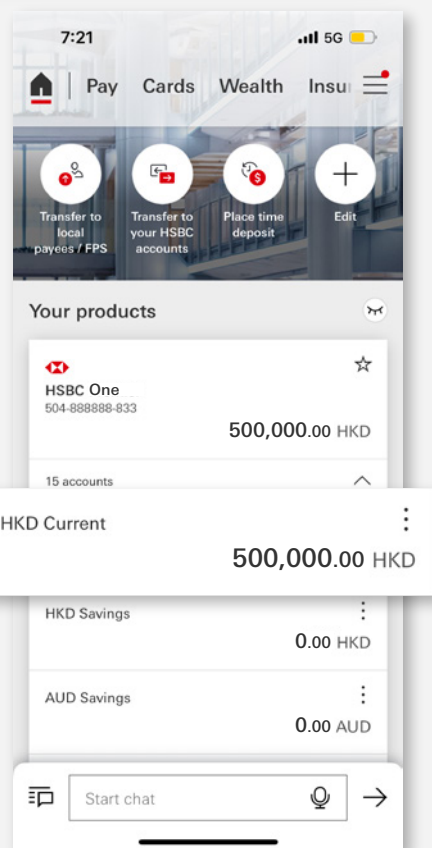 7:21
5G
Pay Cards Wealth Insu
Transfer to
local
payees / FPS
Transfer to
your HSBC
accounts
Place time
deposit
Edit
Your products
HSBC One
504-888888-833
500,000.00 HKD
15 accounts
HKD Current
500,000.00 HKD
HKD Savings
0.00 HKD
AUD Savings
0.00 AUD
Start chat